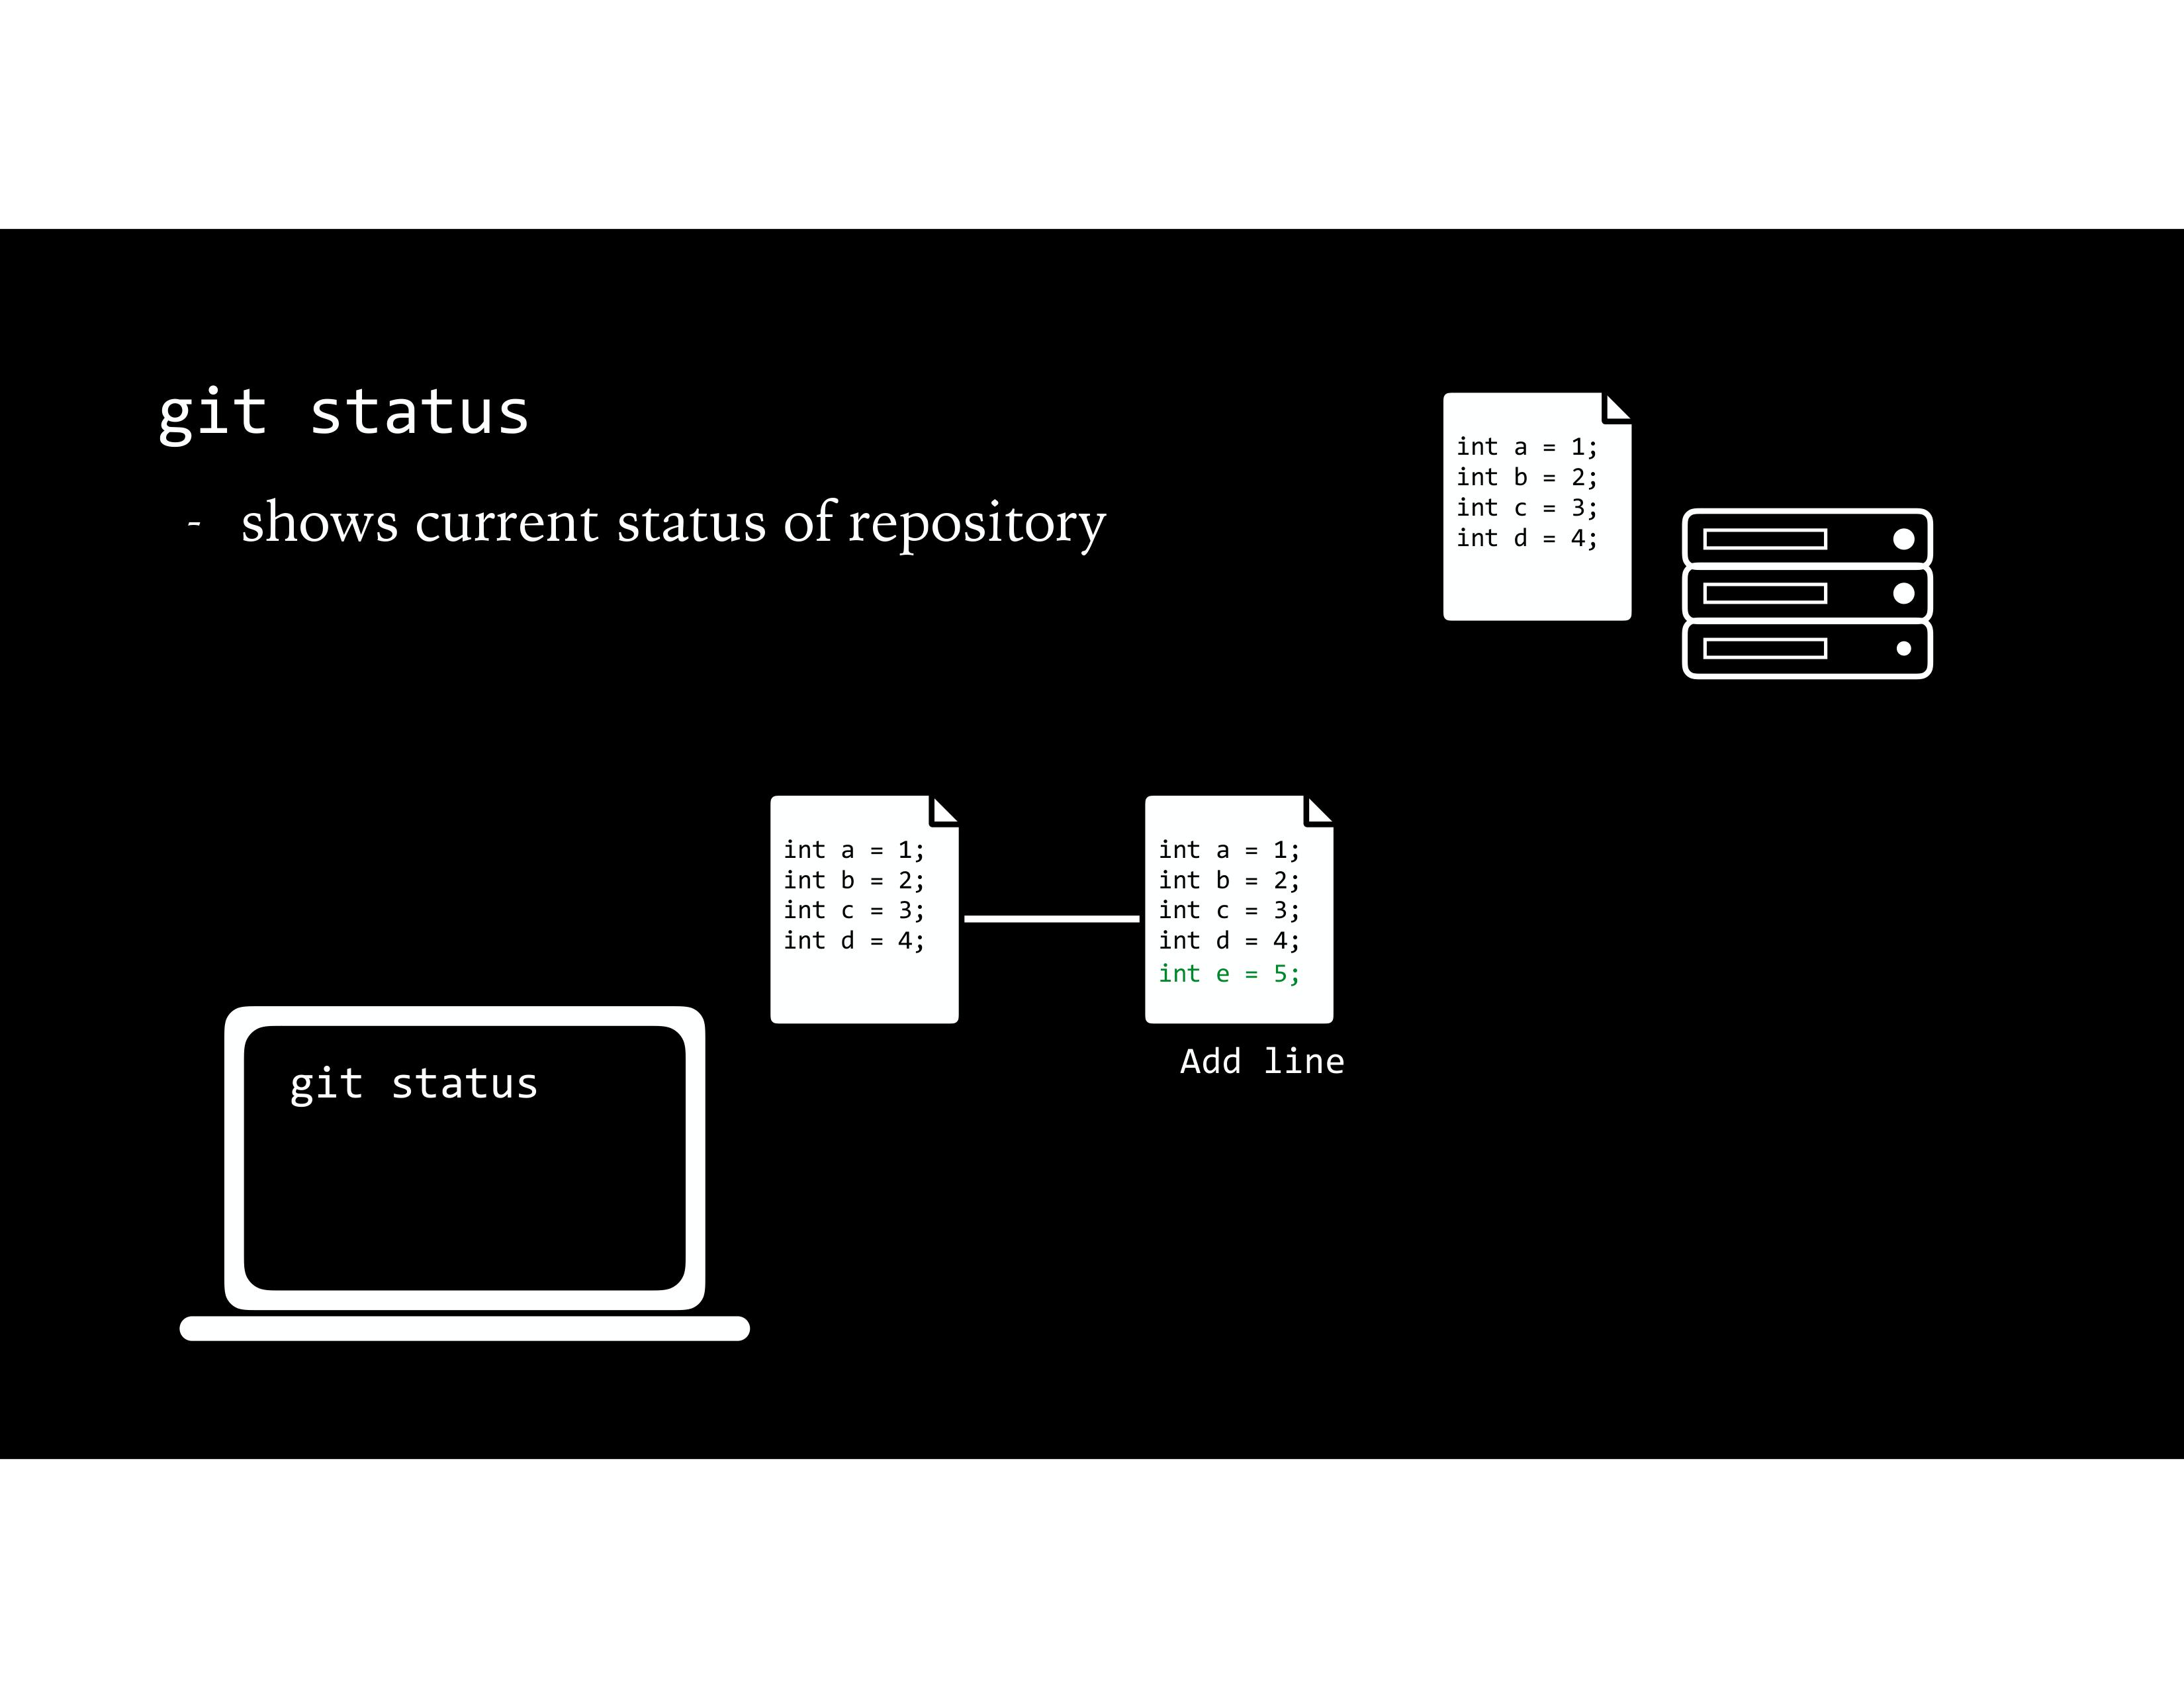 git status
- shows current status of repository
int a = 1;
int b = 2;
int c = 3;
int d = 4;
int a = 1;
int b = 2;
int c = 3;
int d = 4;
int a = 1;
int b = 2;
int c = 3;
int d = 4;
int e = 5;
Add line
git status